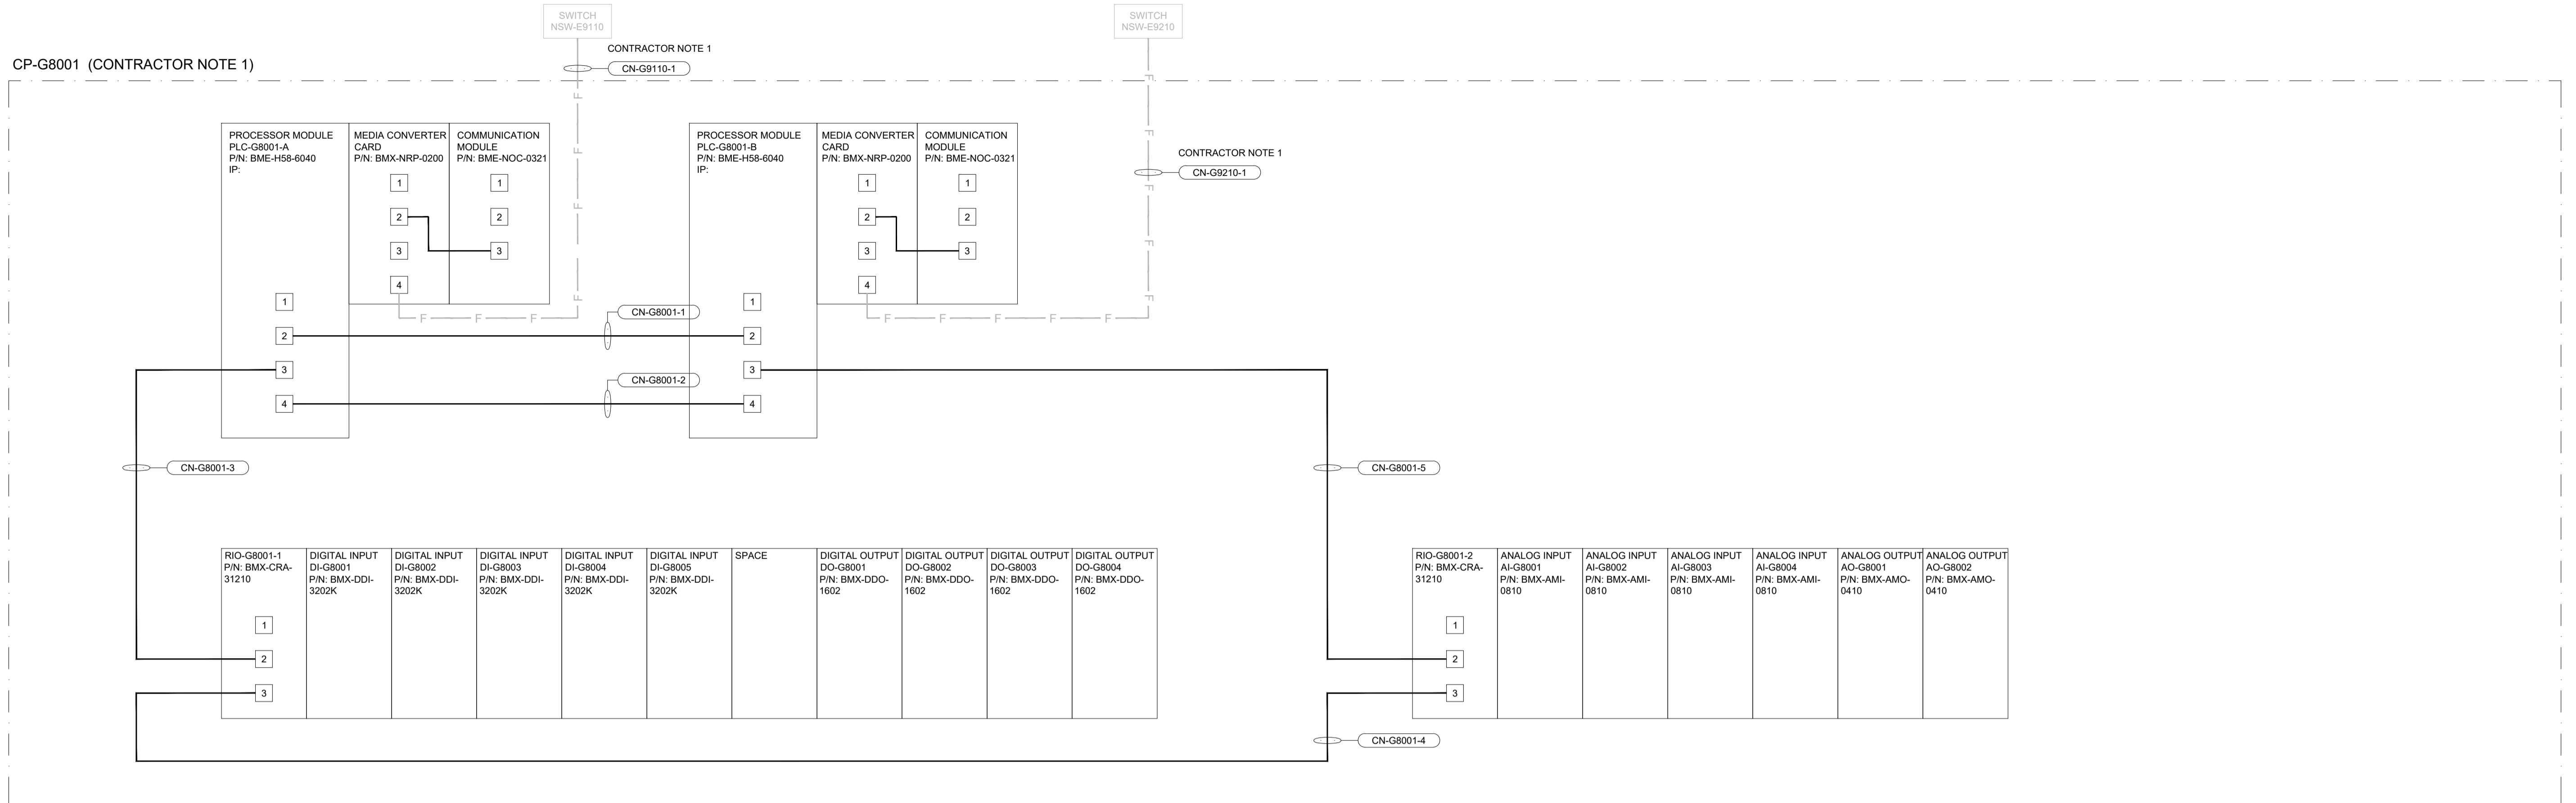 SWITCH
NSW-E9110
SWITCH
NSW-E9210
CONTRACTOR NOTE 1
CN-G9110-1
CP-G8001 (CONTRACTOR NOTE 1)
F
F
F
F
F
F
F
F
F
PROCESSOR MODULE
PLC-G8001-A
P/N: BME-H58-6040
IP:
1
2
3
4
MEDIA CONVERTER
CARD
P/N: BMX-NRP-0200
1
2
3
4
COMMUNICATION
MODULE
P/N: BME-NOC-0321
1
2
3
PROCESSOR MODULE
PLC-G8001-B
P/N: BME-H58-6040
IP:
1
2
3
4
MEDIA CONVERTER
CARD
P/N: BMX-NRP-0200
1
2
3
4
COMMUNICATION
MODULE
P/N: BME-NOC-0321
1
2
3
CONTRACTOR NOTE 1
CN-G9210-1
F F F
F F F F F
CN-G8001-1
CN-G8001-2
CN-G8001-3
CN-G8001-5
RIO-G8001-1
P/N: BMX-CRA-
31210
1
2
3
DIGITAL INPUT
DI-G8001
P/N: BMX-DDI-
3202K
DIGITAL INPUT
DI-G8002
P/N: BMX-DDI-
3202K
DIGITAL INPUT
DI-G8003
P/N: BMX-DDI-
3202K
DIGITAL INPUT
DI-G8004
P/N: BMX-DDI-
3202K
DIGITAL INPUT
DI-G8005
P/N: BMX-DDI-
3202K
SPACE
DIGITAL OUTPUT
DO-G8001
P/N: BMX-DDO-
1602
DIGITAL OUTPUT
DO-G8002
P/N: BMX-DDO-
1602
DIGITAL OUTPUT
DO-G8003
P/N: BMX-DDO-
1602
DIGITAL OUTPUT
DO-G8004
P/N: BMX-DDO-
1602
RIO-G8001-2
P/N: BMX-CRA-
31210
1
2
3
ANALOG INPUT
AI-G8001
P/N: BMX-AMI-
0810
ANALOG INPUT
AI-G8002
P/N: BMX-AMI-
0810
ANALOG INPUT
AI-G8003
P/N: BMX-AMI-
0810
ANALOG INPUT
AI-G8004
P/N: BMX-AMI-
0810
ANALOG OUTPUT
AO-G8001
P/N: BMX-AMO-
0410
ANALOG OUTPUT
AO-G8002
P/N: BMX-AMO-
0410
CN-G8001-4